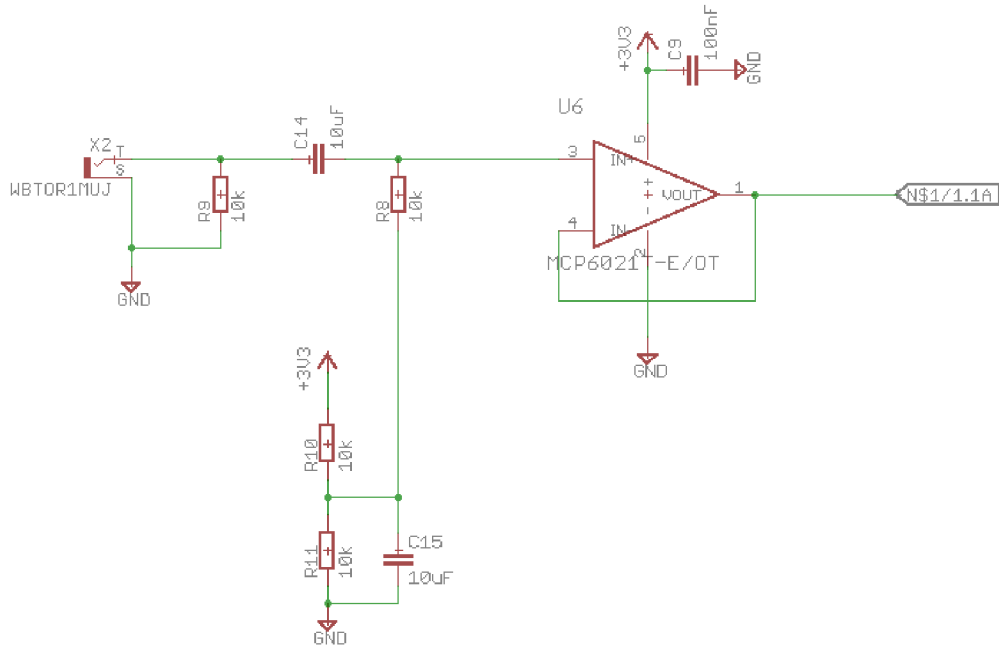 +3V3
C9
100nF
GND
U6
X2
T
S
WBTOR1MUJ
C14
10uF
R9
10k
R8
10k
3
IN+
5
+
-
VOUT
1
4
IN-
2
MCP6021T-E/OT
N$1/1.1A
GND
GND
+3V3
R10
10k
R11
10k
C15
10uF
GND